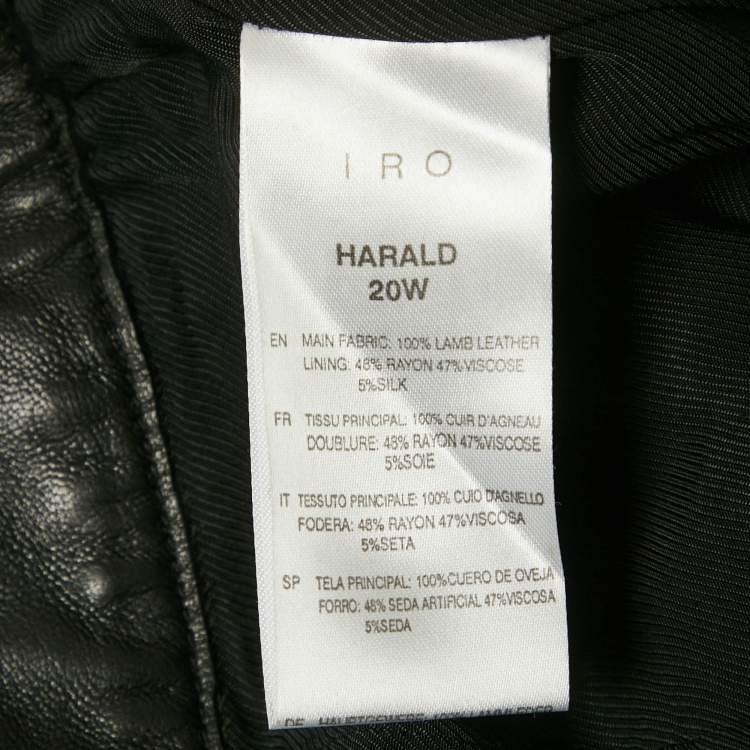 IRO
HARALD
20W
EN MAIN FABRIC: 100% LAMB LEATHER
LINING: 48% RAYON 47%VISCOSE
5%SILK
FR TISSU PRINCIPAL: 100% CUIR D'AGNEAU
DOUBLURE: 48% RAYON 47%VISCOSE
5%SOIE
IT TESSUTO PRINCIPALE: 100% CUIO D'AGNELLO
FODERA: 48% RAYON 47%VISCOSA
5%SETA
SP TELA PRINCIPAL: 100%CUERO DE OVEJA
FORRO: 48% SEDA ARTIFICIAL 47%VISCOSA
5%SEDA
DE HAUPTGEWEBE 100%